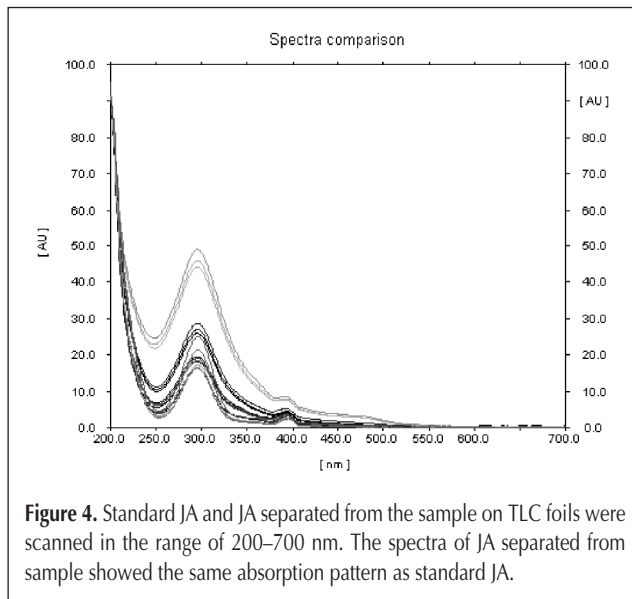 Spectra comparison
100.0 100.0
[ AU ]
90.0
80.0 80.0
70.0 70.0
60.0 60.0
[ AU ]
50.0 50.0
40.0 40.0
30.0 30.0
20.0 20.0
10.0 10.0
0.0 0.0
200.0 250.0 300.0 350.0 400.0 450.0 500.0 550.0 600.0 700.0
[ nm ]
Figure 4. Standard JA and JA separated from the sample on TLC foils were
scanned in the range of 200–700 nm. The spectra of JA separated from
sample showed the same absorption pattern as standard JA.